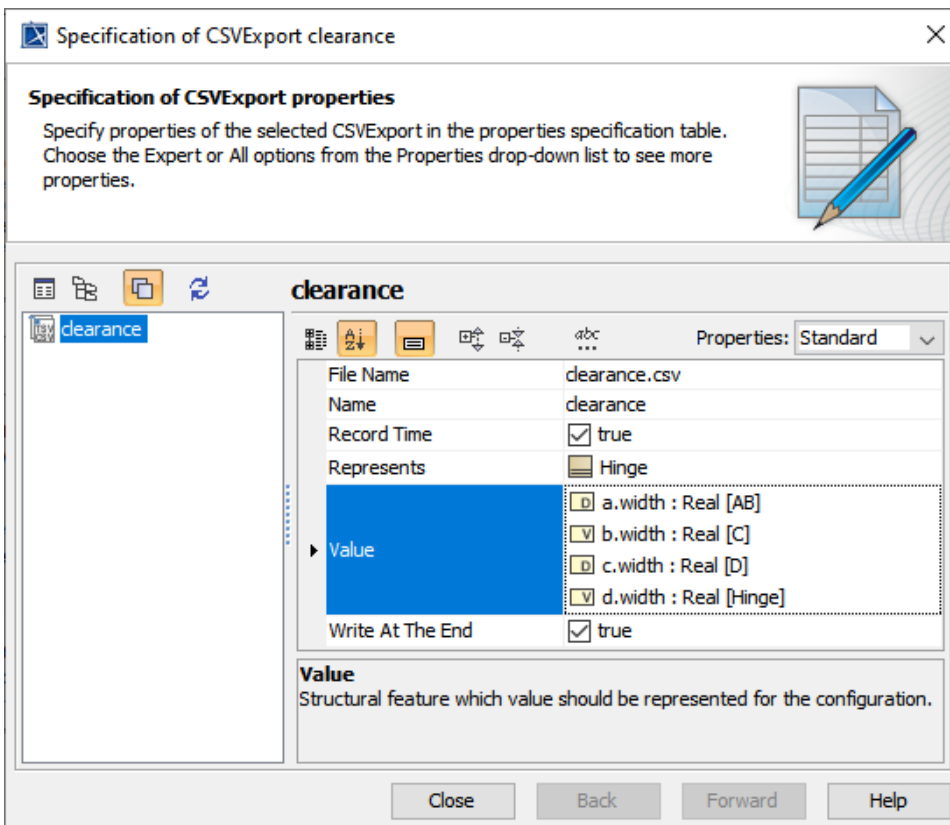 Specification of CSVExport clearance
Specification of CSVExport properties
Specify properties of the selected CSVExport in the properties specification table.
Choose the Expert or All options from the Properties drop-down list to see more
properties.
clearance
clearance
Properties: Standard
File Name clearance.csv
Name clearance
Record Time true
Represents Hinge
Value
a.width : Real [AB]
b.width : Real [C]
c.width : Real [D]
d.width : Real [Hinge]
Write At The End true
Value
Structural feature which value should be represented for the configuration.
Close Back Forward Help